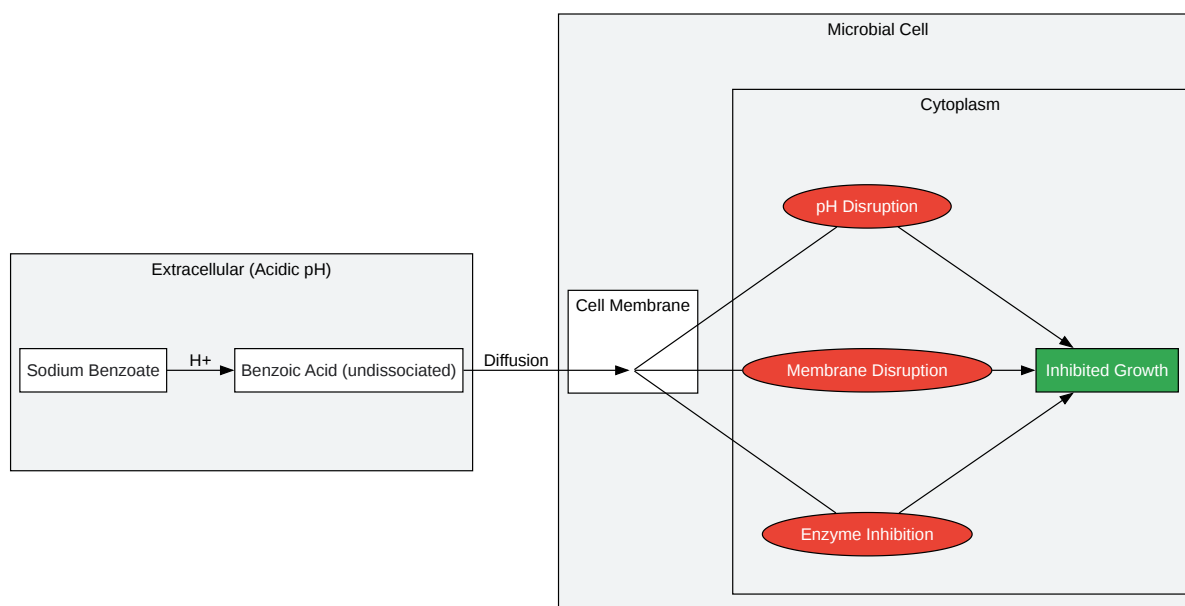 Microbial Cell
Cytoplasm
pH Disruption
Extracellular (Acidic pH)
Cell Membrane
Sodium Benzoate
H+
Benzoic Acid (undissociated)
Diffusion
Membrane Disruption
Inhibited Growth
Enzyme Inhibition